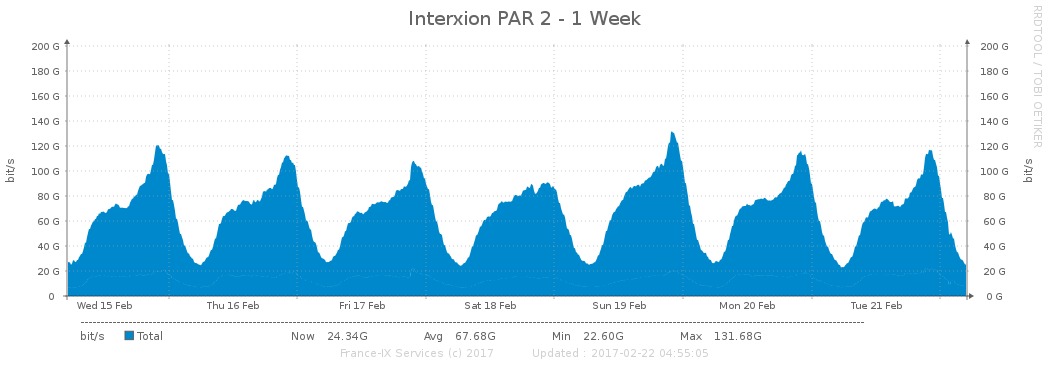 Interxion PAR 2 - 1 Week
RRDTOOL / TOBI OETIKER
bit/s
200 G 200 G
180 G 180 G
160 G 160 G
140 G 140 G
120 G 120 G
100 G 100 G
80 G 80 G
60 G 60 G
40 G 40 G
20 G 20 G
0 0 G
bit/s
Wed 15 Feb Thu 16 Feb Fri 17 Feb Sat 18 Feb Sun 19 Feb Mon 20 Feb Tue 21 Feb
bit/s Total Now 24.34G Avg 67.68G Min 22.60G Max 131.68G
France-IX Services (c) 2017 Updated : 2017-02-22 04:55:05